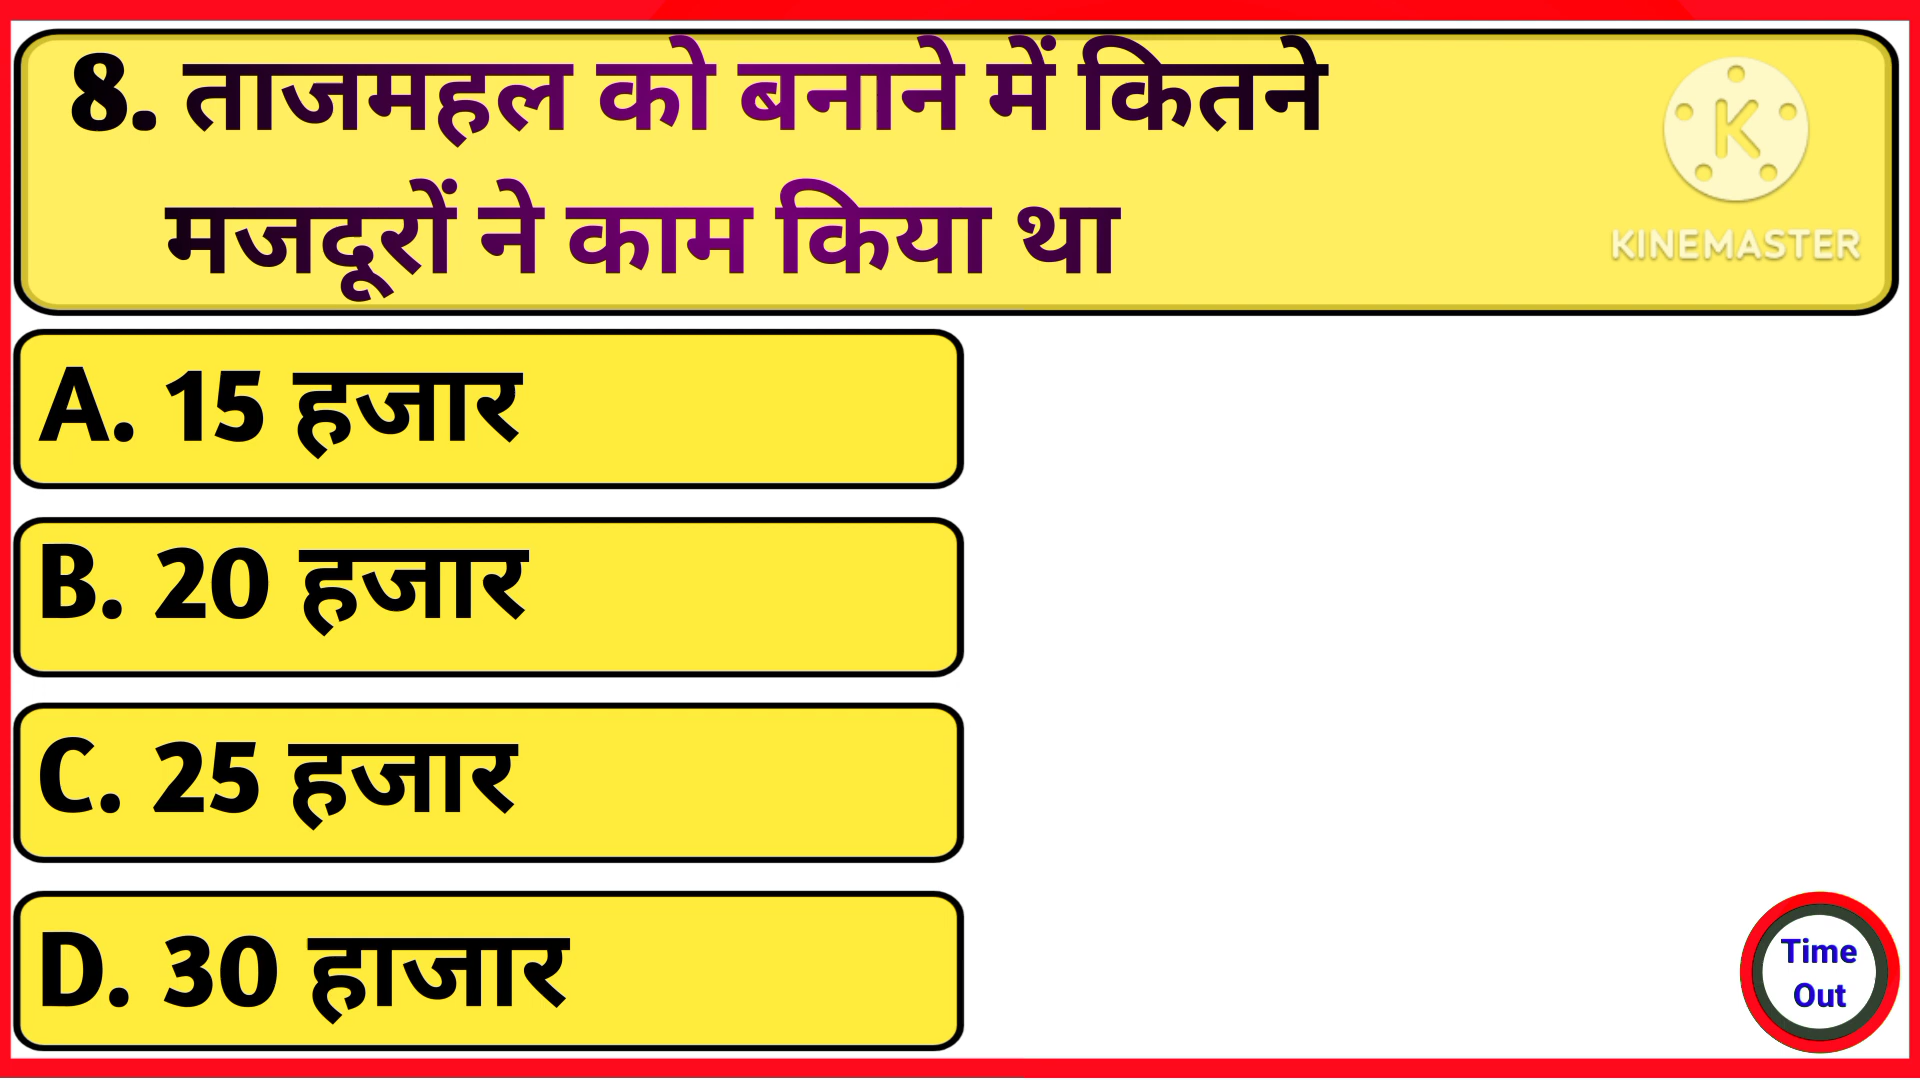 8. ताजमहल को बनाने में कितने
मजदूरों ने काम किया था
KINEMASTER
A. 15 हजार
B. 20 हजार
C. 25 हजार
D. 30 हाजार
Time
Out